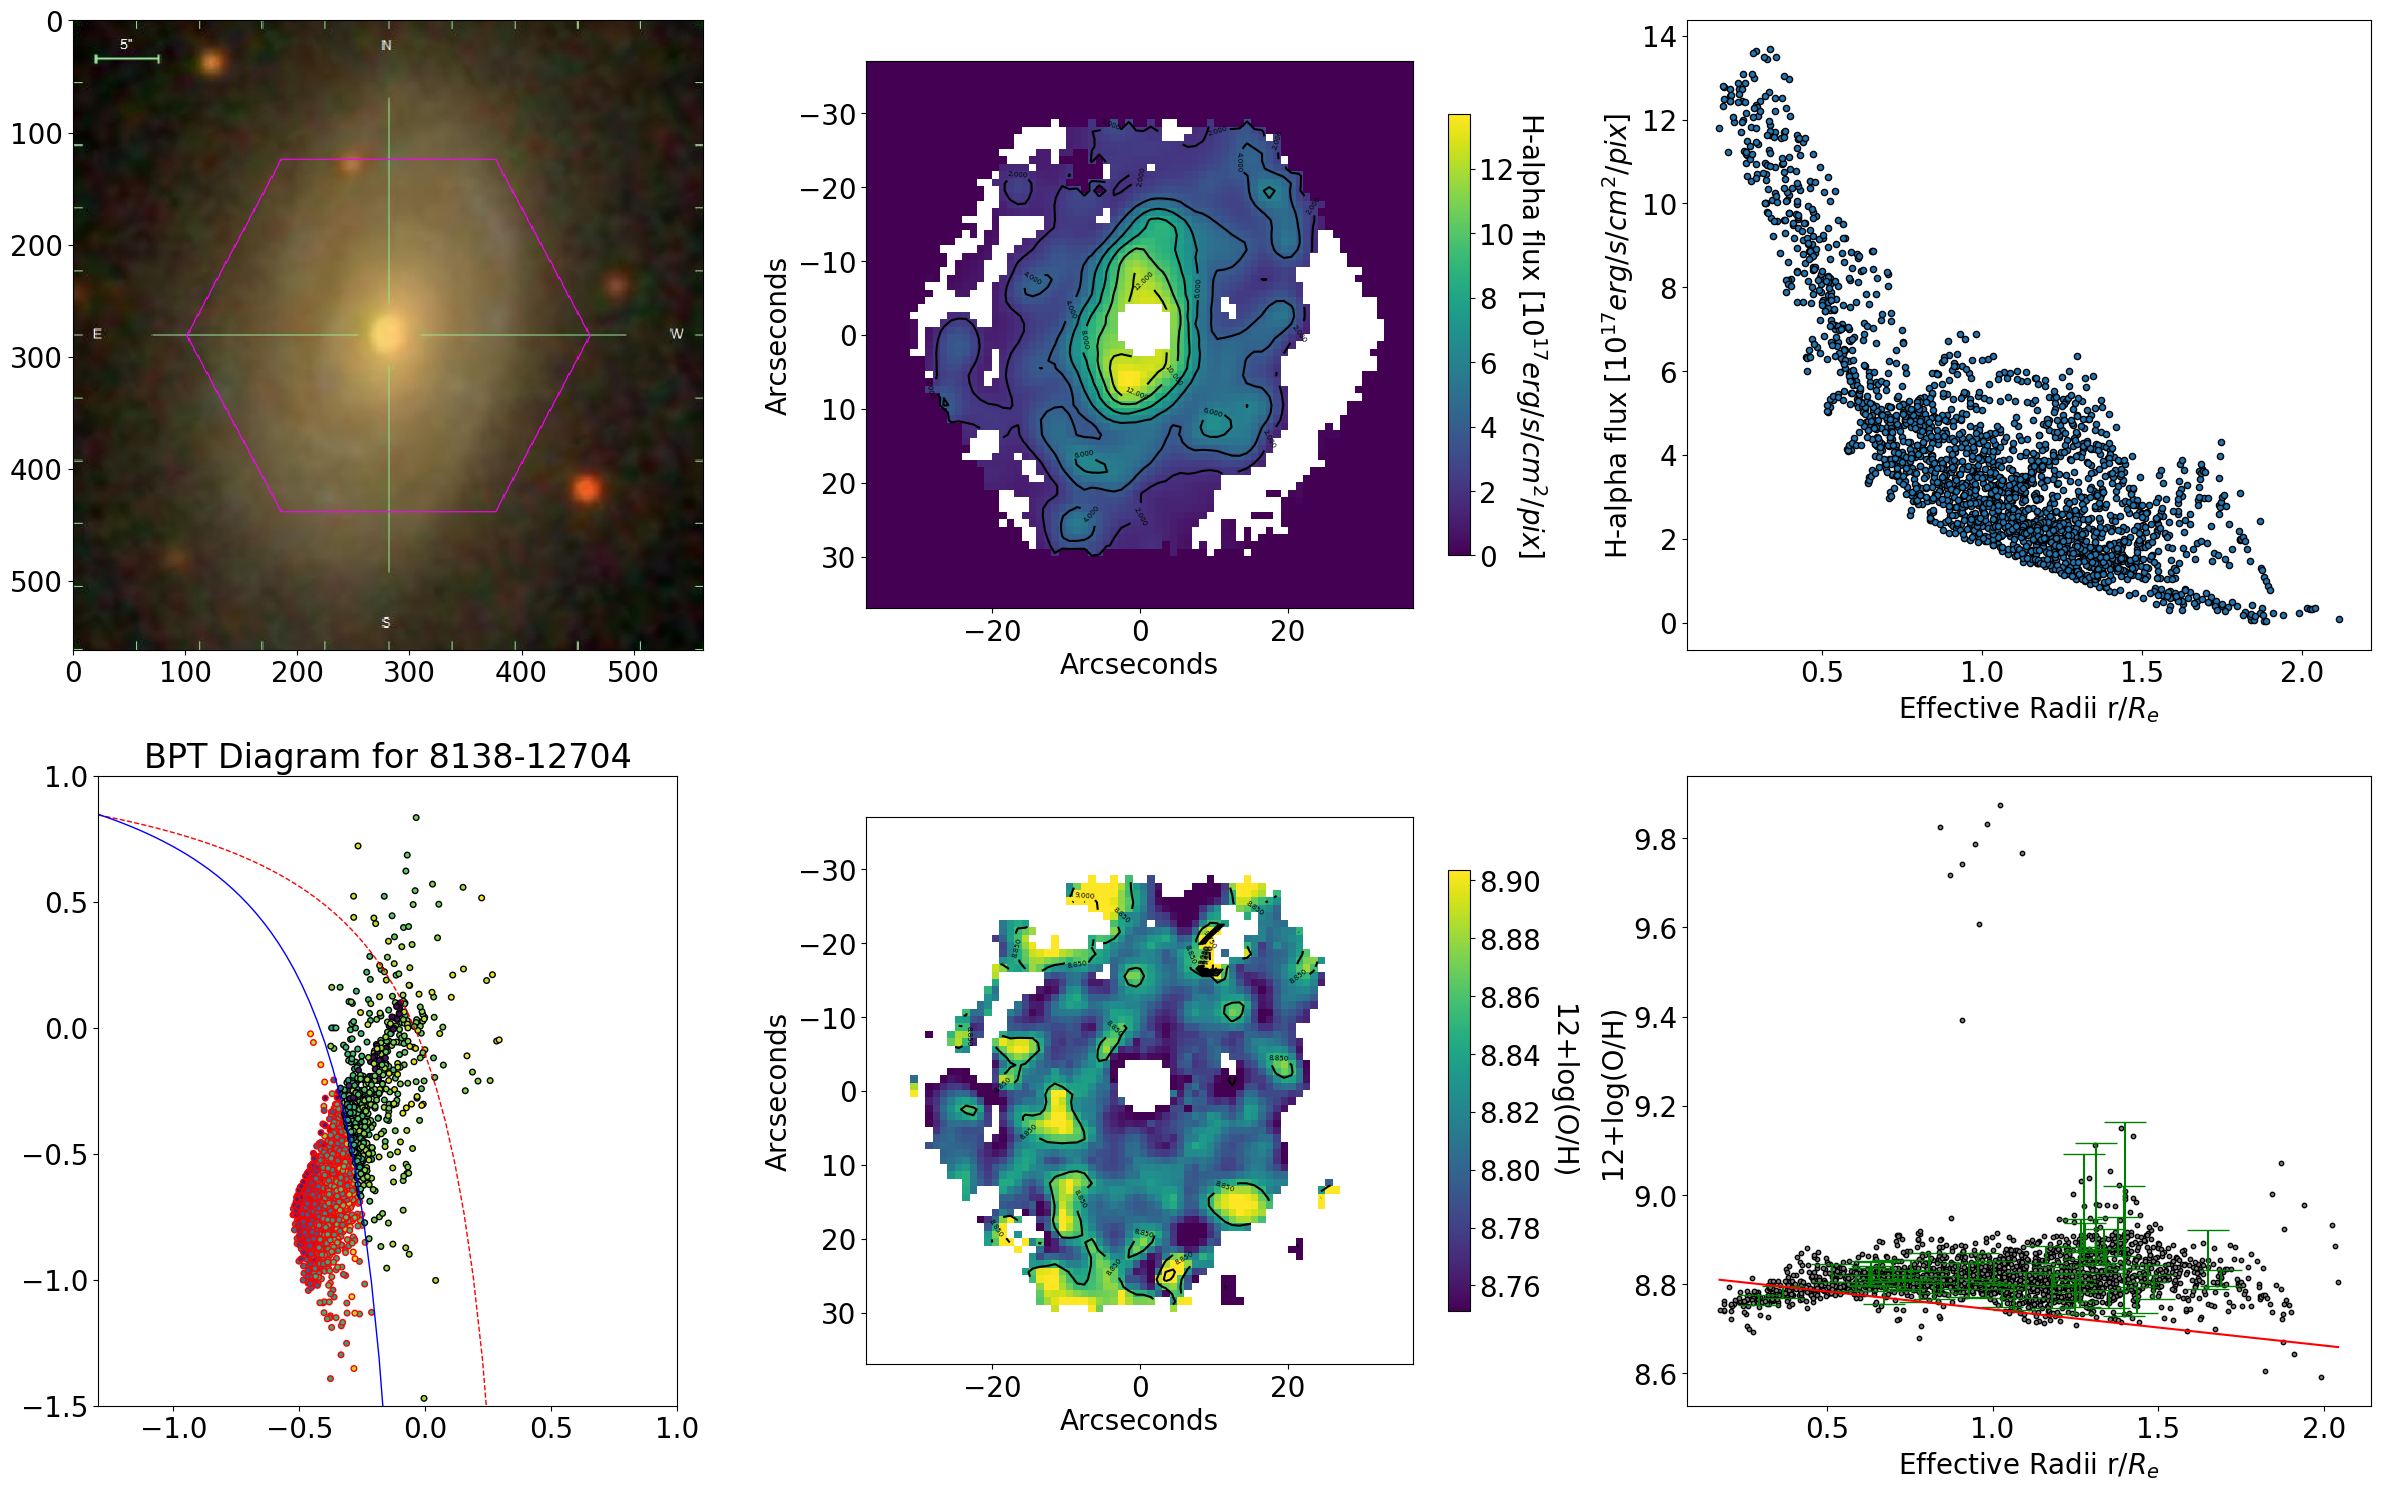 0
100
200
300
400
500
0 100 200 300 400 500
5"
N
E
W
S
−30
−20
−10
0
10
20
30
−20 0 20
Arcseconds
Arcseconds
12
10
8
6
4
2
0
H-alpha flux [10^17 erg/s/cm^2/pix]
14
12
10
8
6
4
2
0
0.5 1.0 1.5 2.0
H-alpha flux [10^17 erg/s/cm^2/pix]
Effective Radii r/R_e
BPT Diagram for 8138-12704
1.0
0.5
0.0
−0.5
−1.0
−1.5
−1.0 −0.5 0.0 0.5 1.0
−30
−20
−10
0
10
20
30
−20 0 20
Arcseconds
Arcseconds
8.90
8.88
8.86
8.84
8.82
8.80
8.78
8.76
12+log(O/H)
9.8
9.6
9.4
9.2
9.0
8.8
8.6
0.5 1.0 1.5 2.0
12+log(O/H)
Effective Radii r/R_e